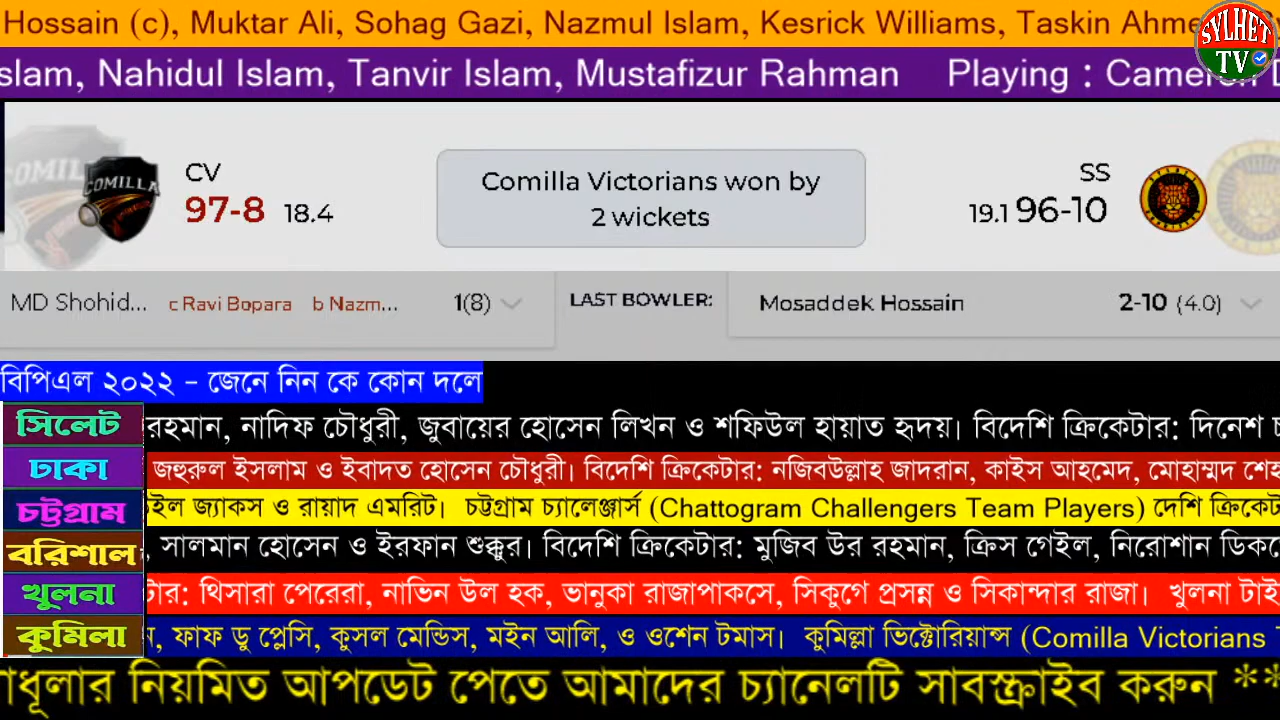 Hossain (c), Muktar Ali, Sohag Gazi, Nazmul Islam, Kesrick Williams, Taskin Ahme
SYLHET
TV
slam, Nahidul Islam, Tanvir Islam, Mustafizur Rahman Playing : Cameron
COMILLA
CV
97-8 18.4
Comilla Victorians won by
2 wickets
SS
19.1 96-10
MD Shohid... c Ravi Bopara b Nazm... 1(8)
LAST BOWLER:
Mosaddek Hossain 2-10 (4.0)
বিপিএল ২০২২ – জেনে নিন কে কোন দলে
সিলেট রহমান, নাদিফ চৌধুরী, জুবায়ের হোসেন লিখন ও শফিউল হায়াত হৃদয়। বিদেশি ক্রিকেটার: দিনেশ চ
ঢাকা জহুরুল ইসলাম ও ইবাদত হোসেন চৌধুরী। বিদেশি ক্রিকেটার: নজিবউল্লাহ জাদরান, কাইস আহমেদ, মোহাম্মদ শেহ
চট্টগ্রাম ইল জ্যাকস ও রায়াদ এমরিট। চট্টগ্রাম চ্যালেঞ্জার্স (Chattogram Challengers Team Players) দেশি ক্রিকেট
বরিশাল , সালমান হোসেন ও ইরফান শুক্কুর। বিদেশি ক্রিকেটার: মুজিব উর রহমান, ক্রিস গেইল, নিরোশান ডিকে
খুলনা টার: থিসারা পেরেরা, নাভিন উল হক, ভানুকা রাজাপাকসে, সিকুগে প্রসন্ন ও সিকান্দার রাজা। খুলনা টাই
কুমিলা ন, ফাফ ডু প্লেসি, কুসল মেন্ডিস, মইন আলি, ও ওশেন টমাস। কুমিল্লা ভিক্টোরিয়ান্স (Comilla Victorians
াধূলার নিয়মিত আপডেট পেতে আমাদের চ্যানেলটি সাবস্ক্রাইব করুন **